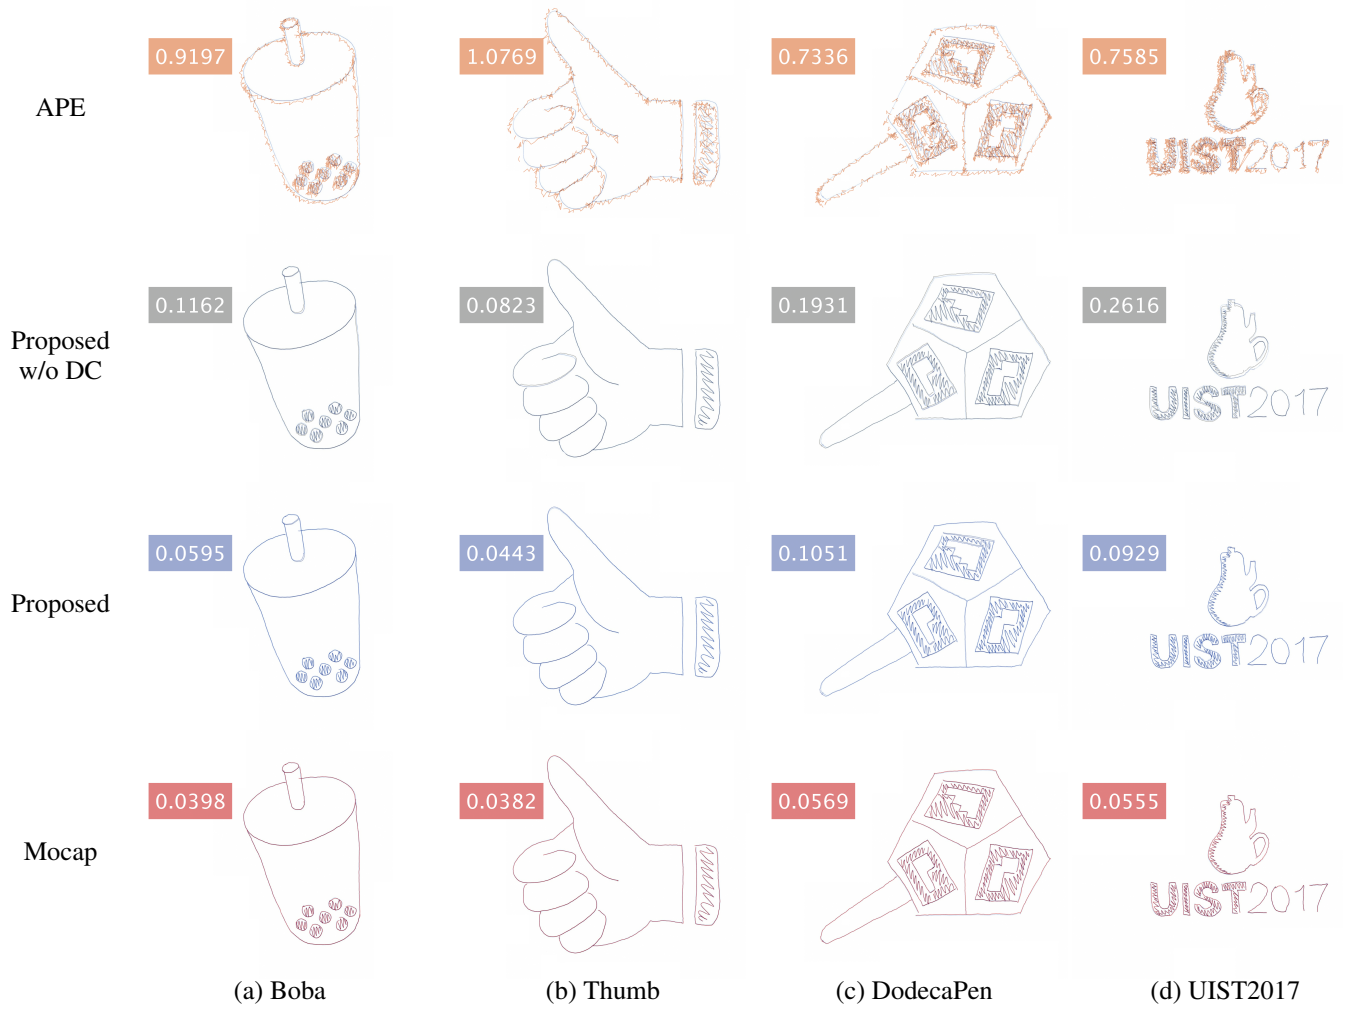 APE
0.9197
1.0769
0.7336
0.7585
UIST2017
Proposed
w/o DC
0.1162
0.0823
0.1931
0.2616
UIST2017
Proposed
0.0595
0.0443
0.1051
0.0929
UIST2017
Mocap
0.0398
0.0382
0.0569
0.0555
UIST2017
(a) Boba
(b) Thumb
(c) DodecaPen
(d) UIST2017